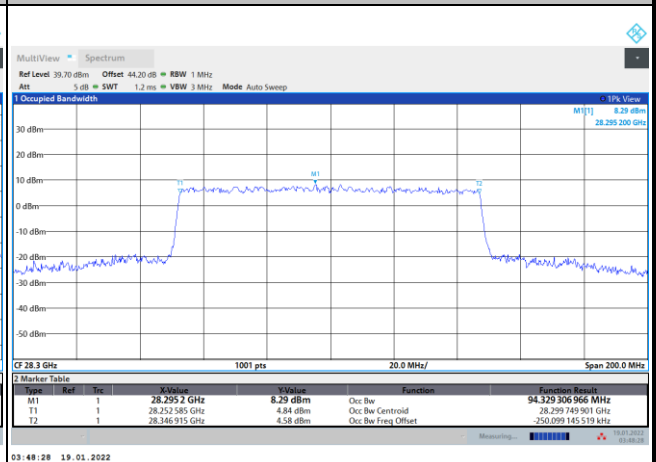 MultiView Spectrum
Ref Level 39.70 dBm Offset 44.20 dB RBW 1 MHz
Att 5 dB SWT 1.2 ms VBW 3 MHz Mode Auto Sweep
1 Occupied Bandwidth 1Pk View
M1[1] 8.29 dBm
28.295 200 GHz
30 dBm
20 dBm
M1
10 dBm
T1 T2
0 dBm
-10 dBm
-20 dBm
-30 dBm
-40 dBm
-50 dBm
CF 28.3 GHz 1001 pts 20.0 MHz/ Span 200.0 MHz
2 Marker Table
Type Ref Trc X-Value Y-Value Function Function Result
M1 1 28.295 2 GHz 8.29 dBm Occ Bw 94.329 306 966 MHz
T1 1 28.252 585 GHz 4.84 dBm Occ Bw Centroid 28.299 749 901 GHz
T2 1 28.346 915 GHz 4.58 dBm Occ Bw Freq Offset -250.099 145 519 kHz
Measuring... 19.01.2022
03:48:28
03:48:28 19.01.2022